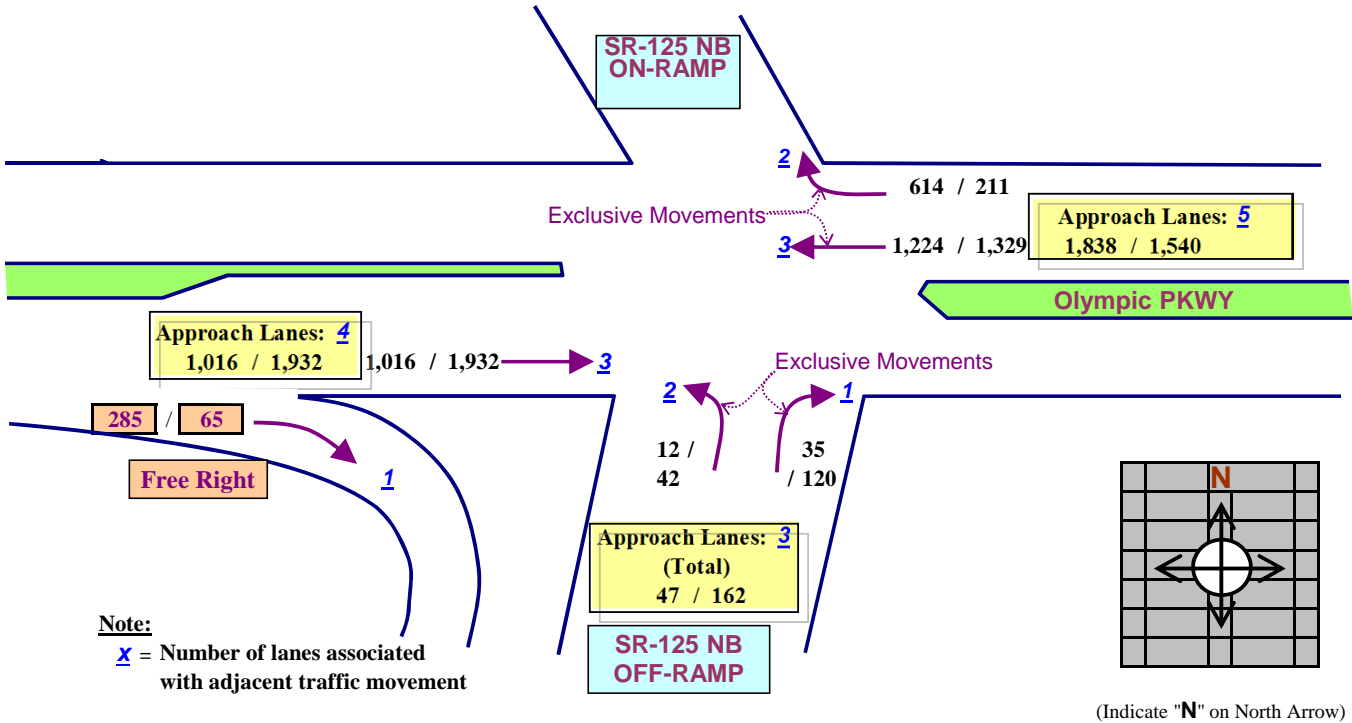 SR-125 NB
ON-RAMP
2
614 / 211
Exclusive Movements
3
1,224 / 1,329
Approach Lanes: 5
1,838 / 1,540
Olympic PKWY
Approach Lanes: 4
1,016 / 1,932
1,016 / 1,932
3
Exclusive Movements
2
1
285 / 65
Free Right
1
12 /
42
35
/ 120
N
Approach Lanes: 3
(Total)
47 / 162
SR-125 NB
OFF-RAMP
Note:
x = Number of lanes associated
with adjacent traffic movement
(Indicate "N" on North Arrow)